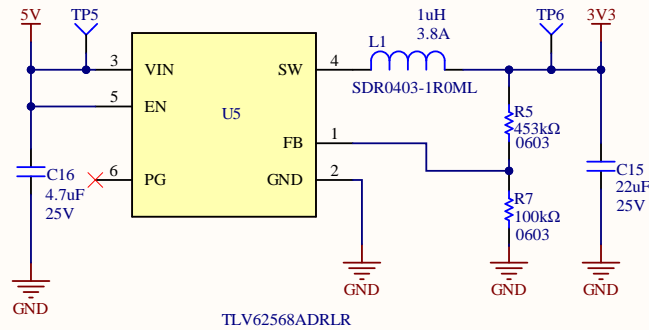 5V
TP5
1uH
3.8A
TP6
3V3
L1
3
VIN
SW
4
SDR0403-1R0ML
5
EN
U5
R5
453kΩ
0603
FB
1
C16
4.7uF
25V
6
PG
GND
2
C15
22uF
25V
R7
100kΩ
0603
GND
GND
GND
GND
TLV62568ADRLR